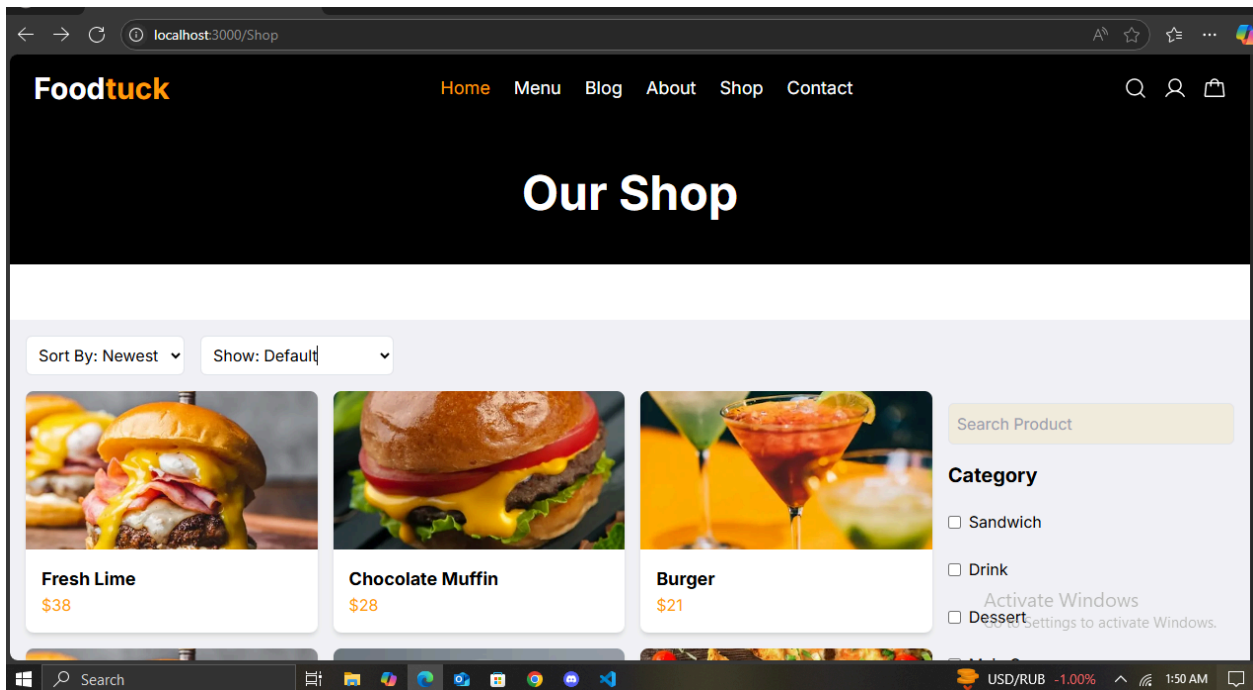 localhost:3000/Shop
Foodtuck
Home Menu Blog About Shop Contact
Our Shop
Sort By: Newest Show: Default
Search Product
Category
Sandwich
Drink
Dessert
Fresh Lime
$38
Chocolate Muffin
$28
Burger
$21
Activate Windows
Go to Settings to activate Windows.
Search
USD/RUB -1.00% 1:50 AM